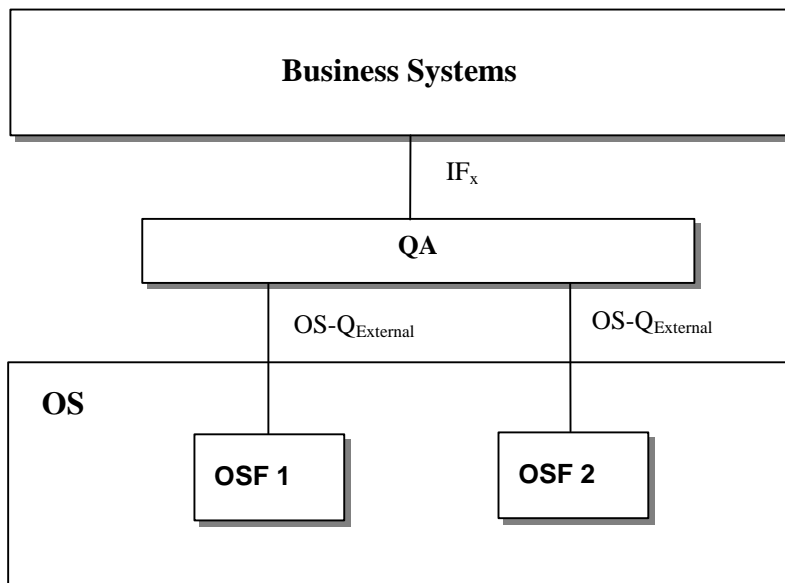 Business Systems
IFx
QA
OS-QExternal
OS-QExternal
OS
OSF 1
OSF 2